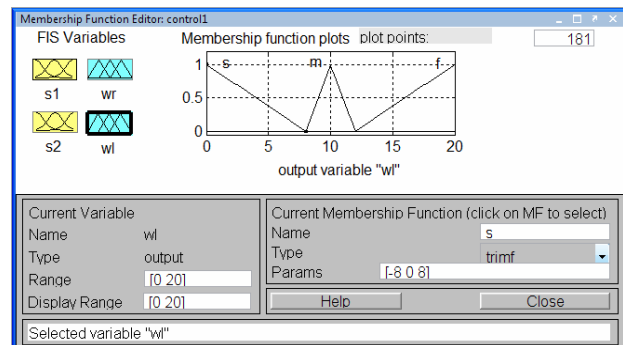 Membership Function Editor: control1
FIS Variables
Membership function plots plot points: 181
s1 wr
s2 wl
s m f
1
0.5
0
0 5 10 15 20
output variable "wl"
Current Variable
Name wl
Type output
Range [0 20]
Display Range [0 20]
Current Membership Function (click on MF to select)
Name s
Type trimf
Params [-8 0 8]
Help Close
Selected variable "wl"